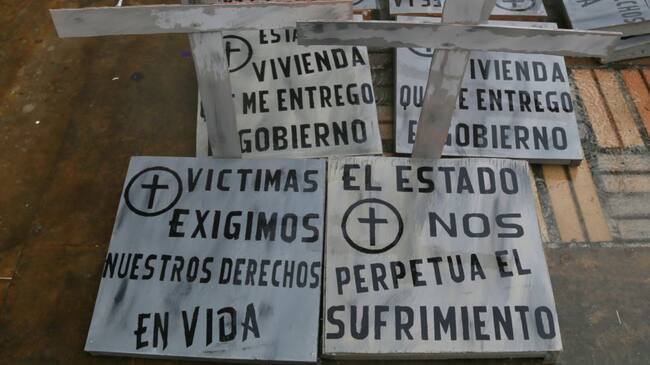 ESTA
VIVIENDA
ME ENTREGO
GOBIERNO
VIVIENDA
QUE ME ENTREGO
GOBIERNO
VICTIMAS
EXIGIMOS
NUESTROS DERECHOS
EN VIDA
EL ESTADO
NOS
PERPETUA EL
SUFRIMIENTO